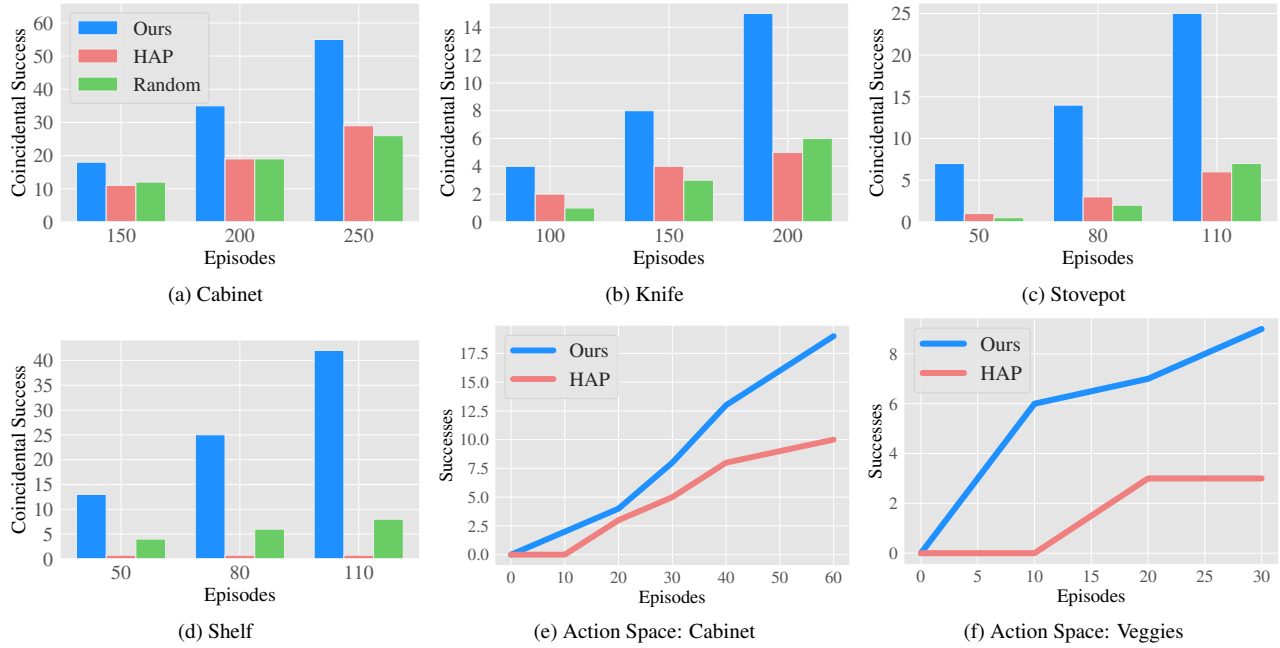 Coincidental Success
60
50
40
30
20
10
0
Ours
HAP
Random
150
200
250
Episodes
(a) Cabinet
Coincidental Success
14
12
10
8
6
4
2
0
100
150
200
Episodes
(b) Knife
Coincidental Success
25
20
15
10
5
0
50
80
110
Episodes
(c) Stovepot
Coincidental Success
40
35
30
25
20
15
10
5
0
50
80
110
Episodes
(d) Shelf
Successes
17.5
15.0
12.5
10.0
7.5
5.0
2.5
0.0
Ours
HAP
0
10
20
30
40
50
60
Episodes
(e) Action Space: Cabinet
Successes
8
6
4
2
0
Ours
HAP
0
5
10
15
20
25
30
Episodes
(f) Action Space: Veggies